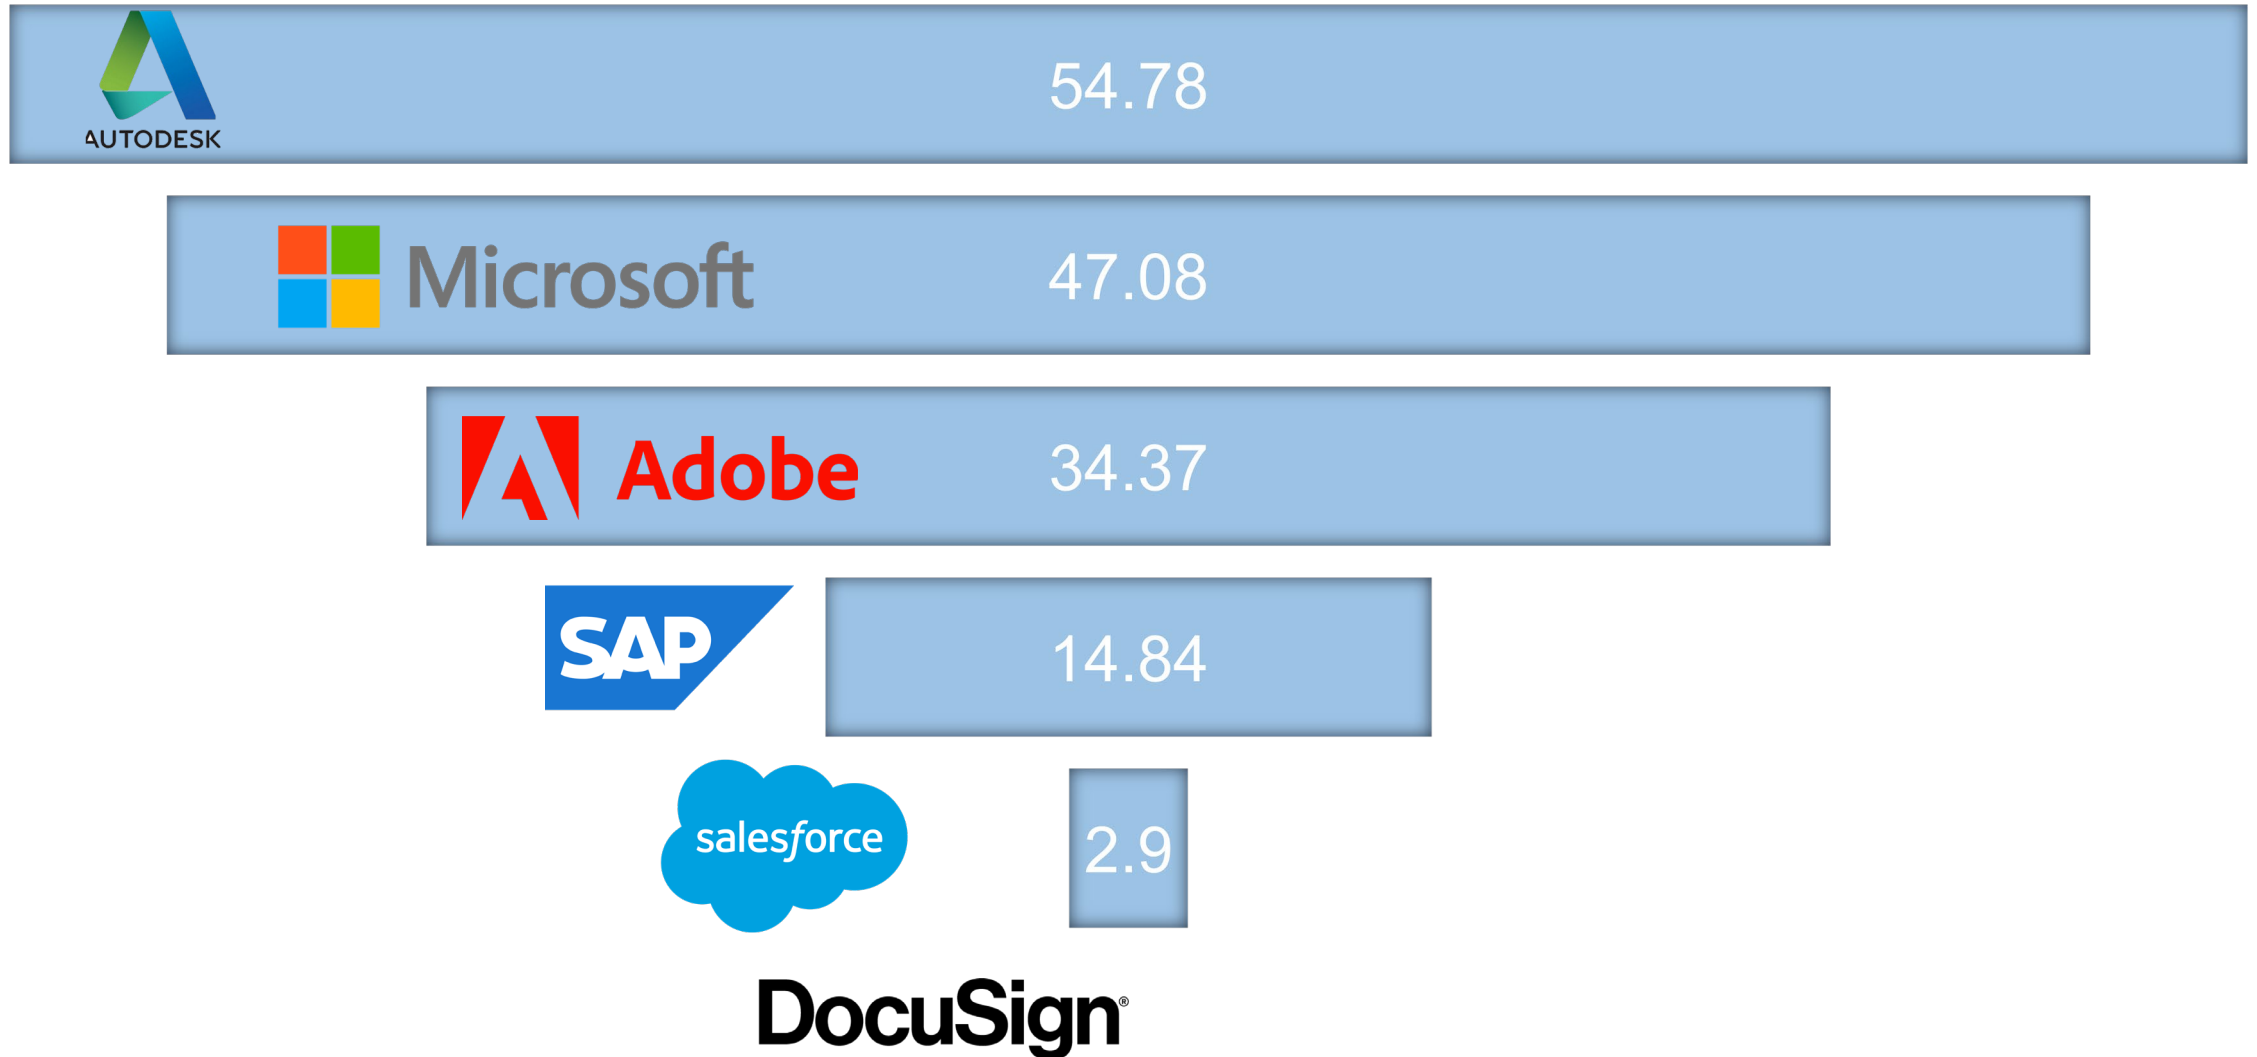 AUTODESK
54.78
Microsoft
47.08
Adobe
34.37
SAP
14.84
salesforce
2.9
DocuSign®